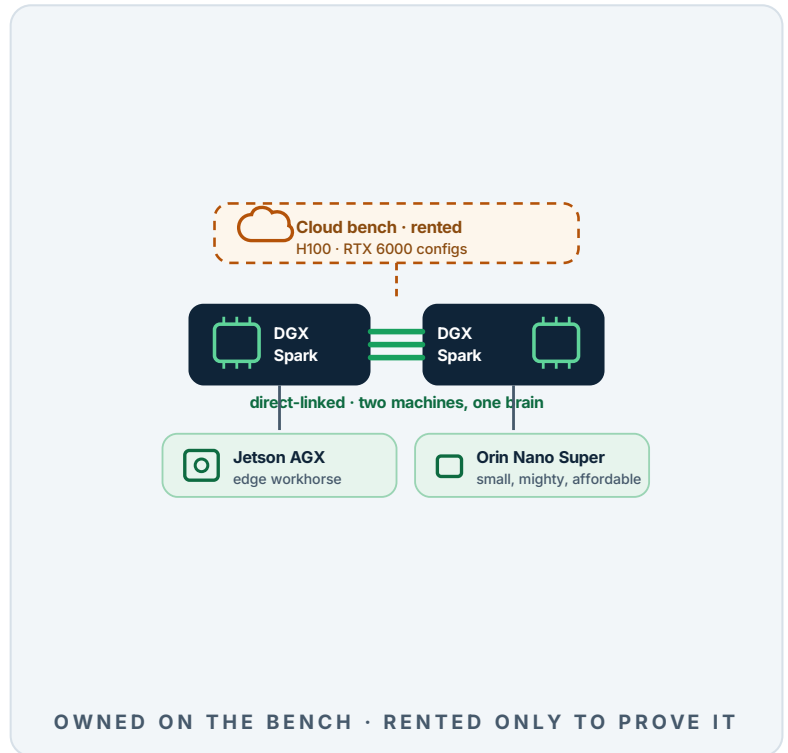 Cloud bench · rented
H100 · RTX 6000 configs
DGX
Spark
DGX
Spark
direct-linked · two machines, one brain
Jetson AGX
edge workhorse
Orin Nano Super
small, mighty, affordable
OWNED ON THE BENCH · RENTED ONLY TO PROVE IT